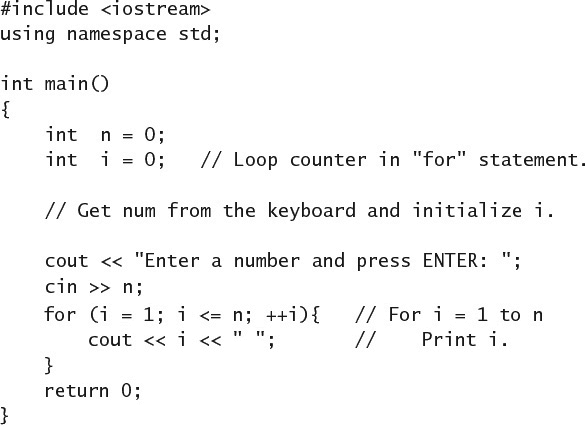 #include <iostream>
using namespace std;
int main()
{
int  n = 0;
int  i = 0;   // Loop counter in "for" statement.
// Get num from the keyboard and initialize i.
cout << "Enter a number and press ENTER: ";
cin >> n;
for (i = 1; i <= n; ++i){   // For i = 1 to n
cout << i << " ";       //    Print i.
}
return 0;
}